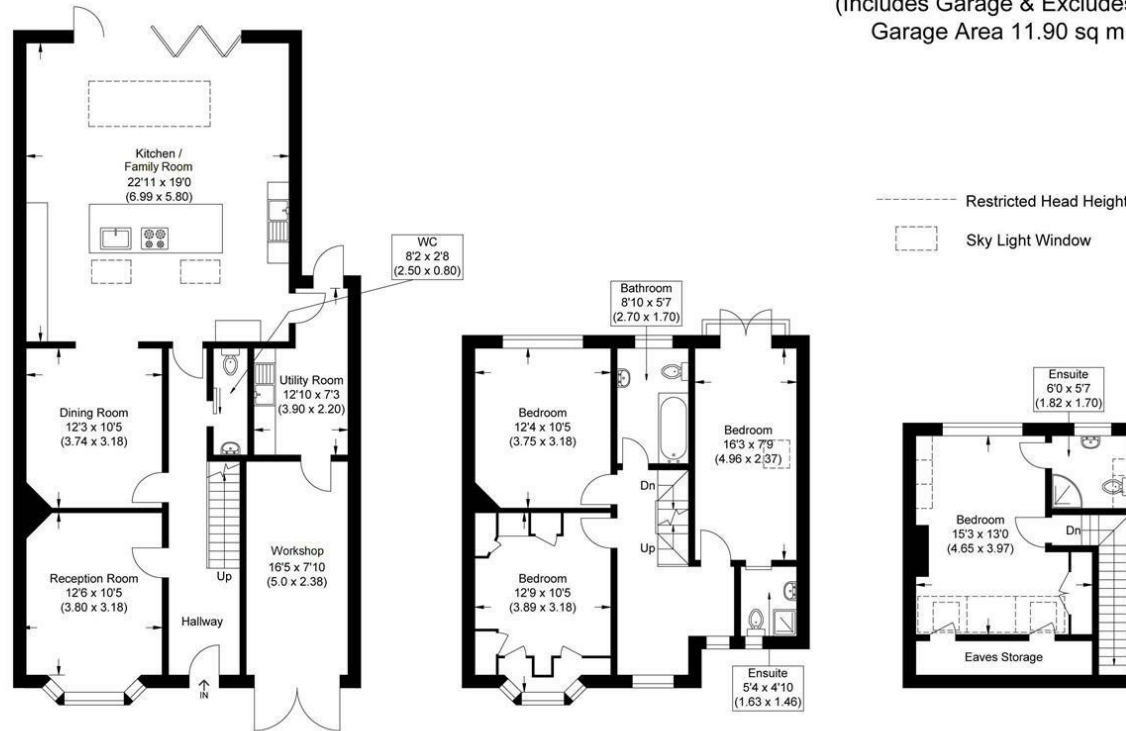 (Includes Garage & Excludes
Garage Area 11.90 sq m
Restricted Head Height
Sky Light Window
Kitchen /
Family Room
22'11 x 19'0
(6.99 x 5.80)
WC
8'2 x 2'8
(2.50 x 0.80)
Utility Room
12'10 x 7'3
(3.90 x 2.20)
Dining Room
12'3 x 10'5
(3.74 x 3.18)
Reception Room
12'6 x 10'5
(3.80 x 3.18)
Up
Hallway
IN
Workshop
16'5 x 7'10
(5.0 x 2.38)
Bathroom
8'10 x 5'7
(2.70 x 1.70)
Bedroom
12'4 x 10'5
(3.75 x 3.18)
Bedroom
16'3 x 7'9
(4.96 x 2.37)
Dn
Up
Bedroom
12'9 x 10'5
(3.89 x 3.18)
Ensuite
5'4 x 4'10
(1.63 x 1.46)
Ensuite
6'0 x 5'7
(1.82 x 1.70)
Bedroom
15'3 x 13'0
(4.65 x 3.97)
Dn
Eaves Storage